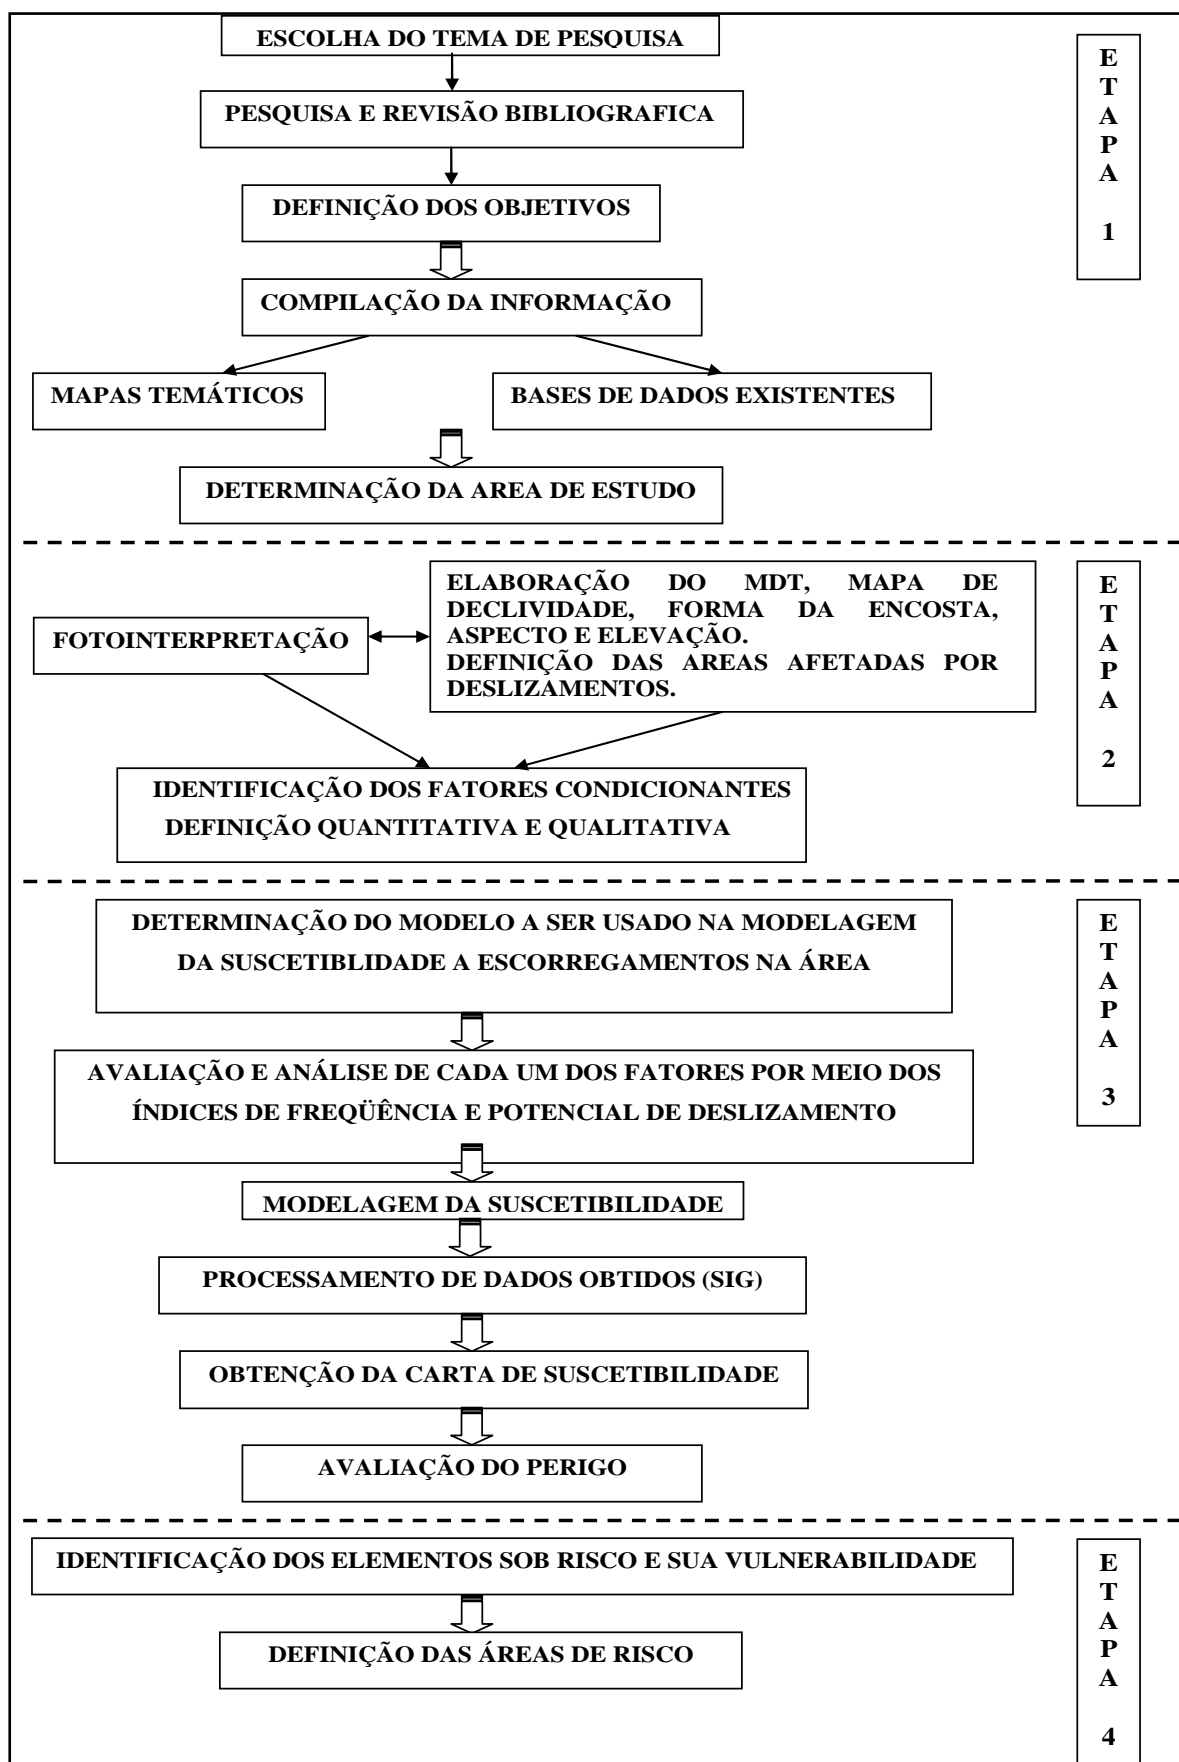 ESCOLHA DO TEMA DE PESQUISA
PESQUISA E REVISÃO BIBLIOGRAFICA
DEFINIÇÃO DOS OBJETIVOS
COMPILAÇÃO DA INFORMAÇÃO
MAPAS TEMÁTICOS
BASES DE DADOS EXISTENTES
DETERMINAÇÃO DA AREA DE ESTUDO
E
T
A
P
A
1
ELABORAÇÃO DO MDT, MAPA DE
DECLIVIDADE, FORMA DA ENCOSTA,
ASPECTO E ELEVAÇÃO.
DEFINIÇÃO DAS AREAS AFETADAS POR
DESLIZAMENTOS.
FOTOINTERPRETAÇÃO
IDENTIFICAÇÃO DOS FATORES CONDICIONANTES
DEFINIÇÃO QUANTITATIVA E QUALITATIVA
E
T
A
P
A
2
DETERMINAÇÃO DO MODELO A SER USADO NA MODELAGEM
DA SUSCETIBLIDADE A ESCORREGAMENTOS NA ÁREA
AVALIAÇÃO E ANÁLISE DE CADA UM DOS FATORES POR MEIO DOS
ÍNDICES DE FREQÜÊNCIA E POTENCIAL DE DESLIZAMENTO
MODELAGEM DA SUSCETIBILIDADE
PROCESSAMENTO DE DADOS OBTIDOS (SIG)
OBTENÇÃO DA CARTA DE SUSCETIBILIDADE
AVALIAÇÃO DO PERIGO
E
T
A
P
A
3
IDENTIFICAÇÃO DOS ELEMENTOS SOB RISCO E SUA VULNERABILIDADE
DEFINIÇÃO DAS ÁREAS DE RISCO
E
T
A
P
A
4